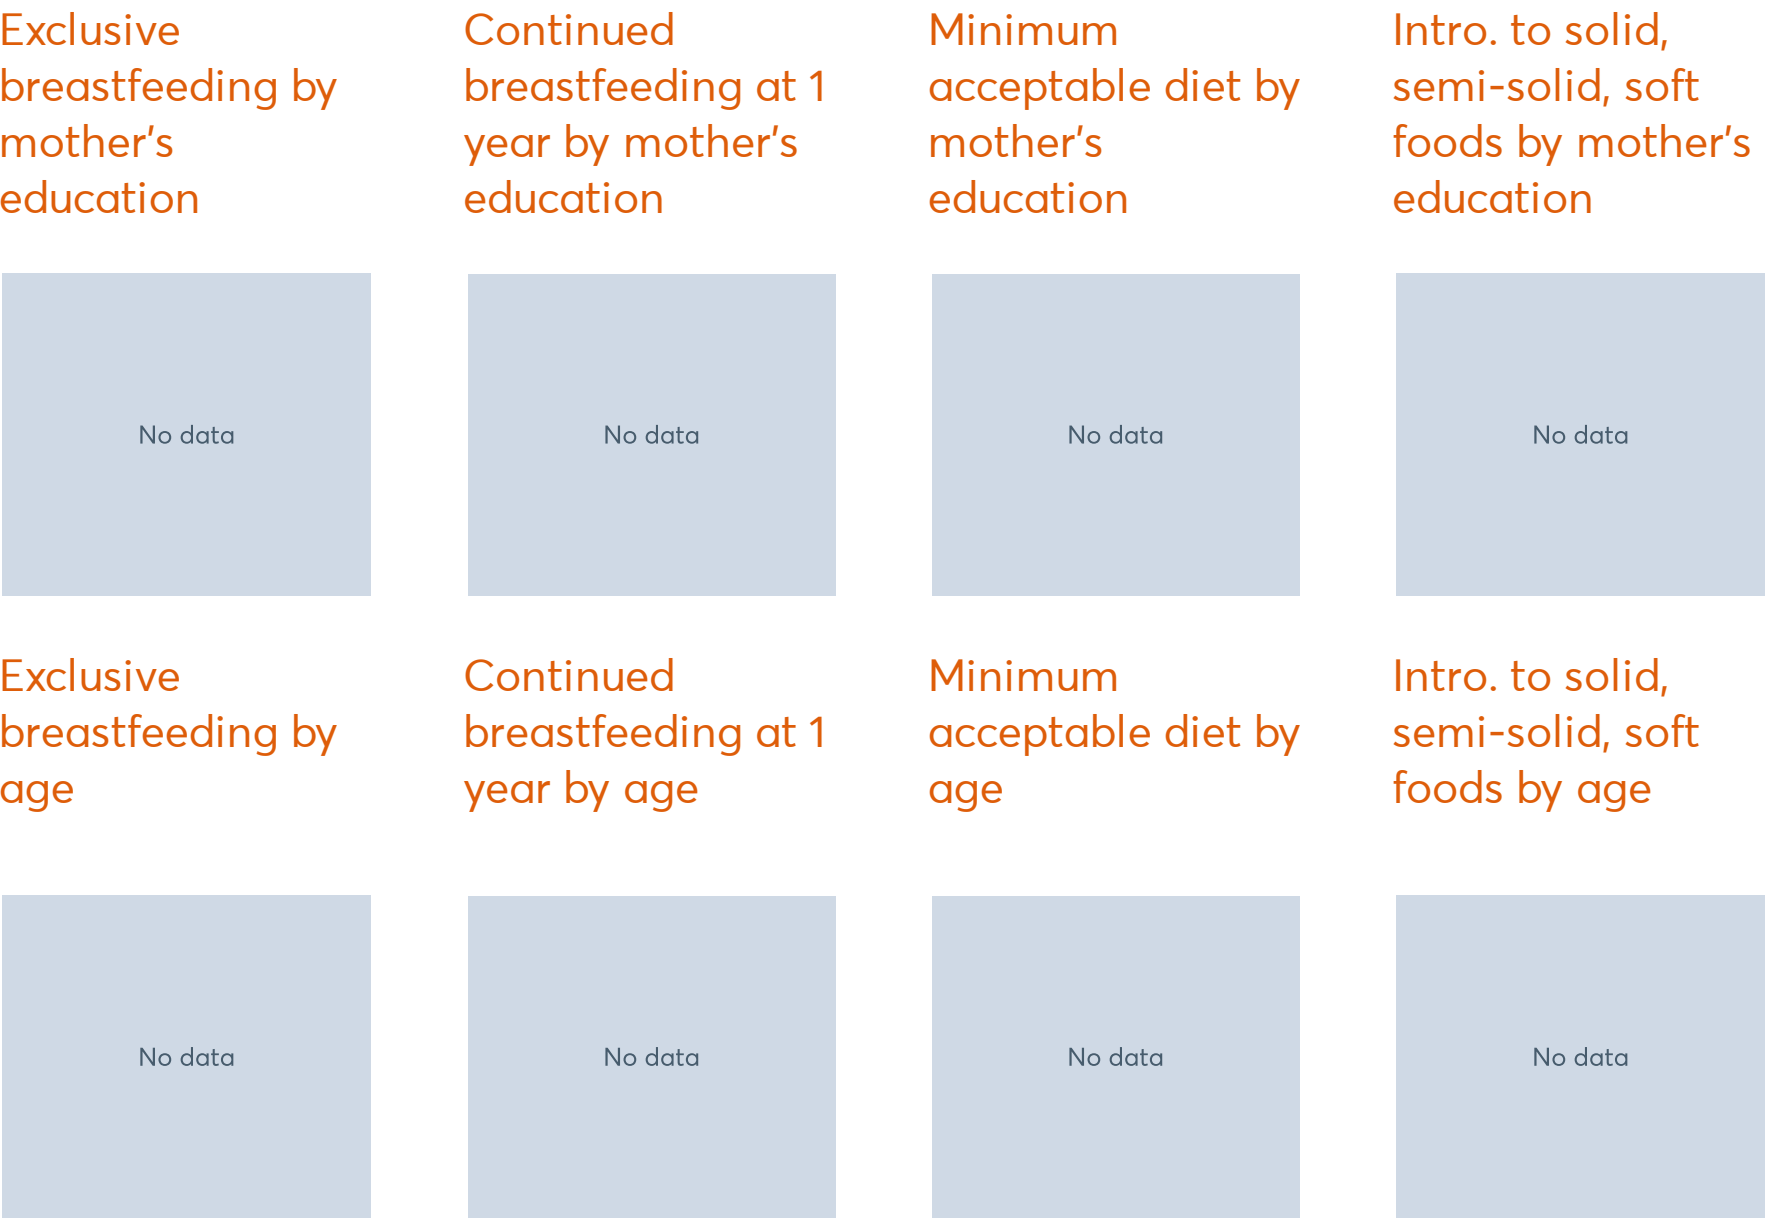 Exclusive
breastfeeding by
mother's
education
Continued
breastfeeding at 1
year by mother's
education
Minimum
acceptable diet by
mother's
education
Intro. to solid,
semi-solid, soft
foods by mother's
education
No data
No data
No data
No data
Exclusive
breastfeeding by
age
Continued
breastfeeding at 1
year by age
Minimum
acceptable diet by
age
Intro. to solid,
semi-solid, soft
foods by age
No data
No data
No data
No data